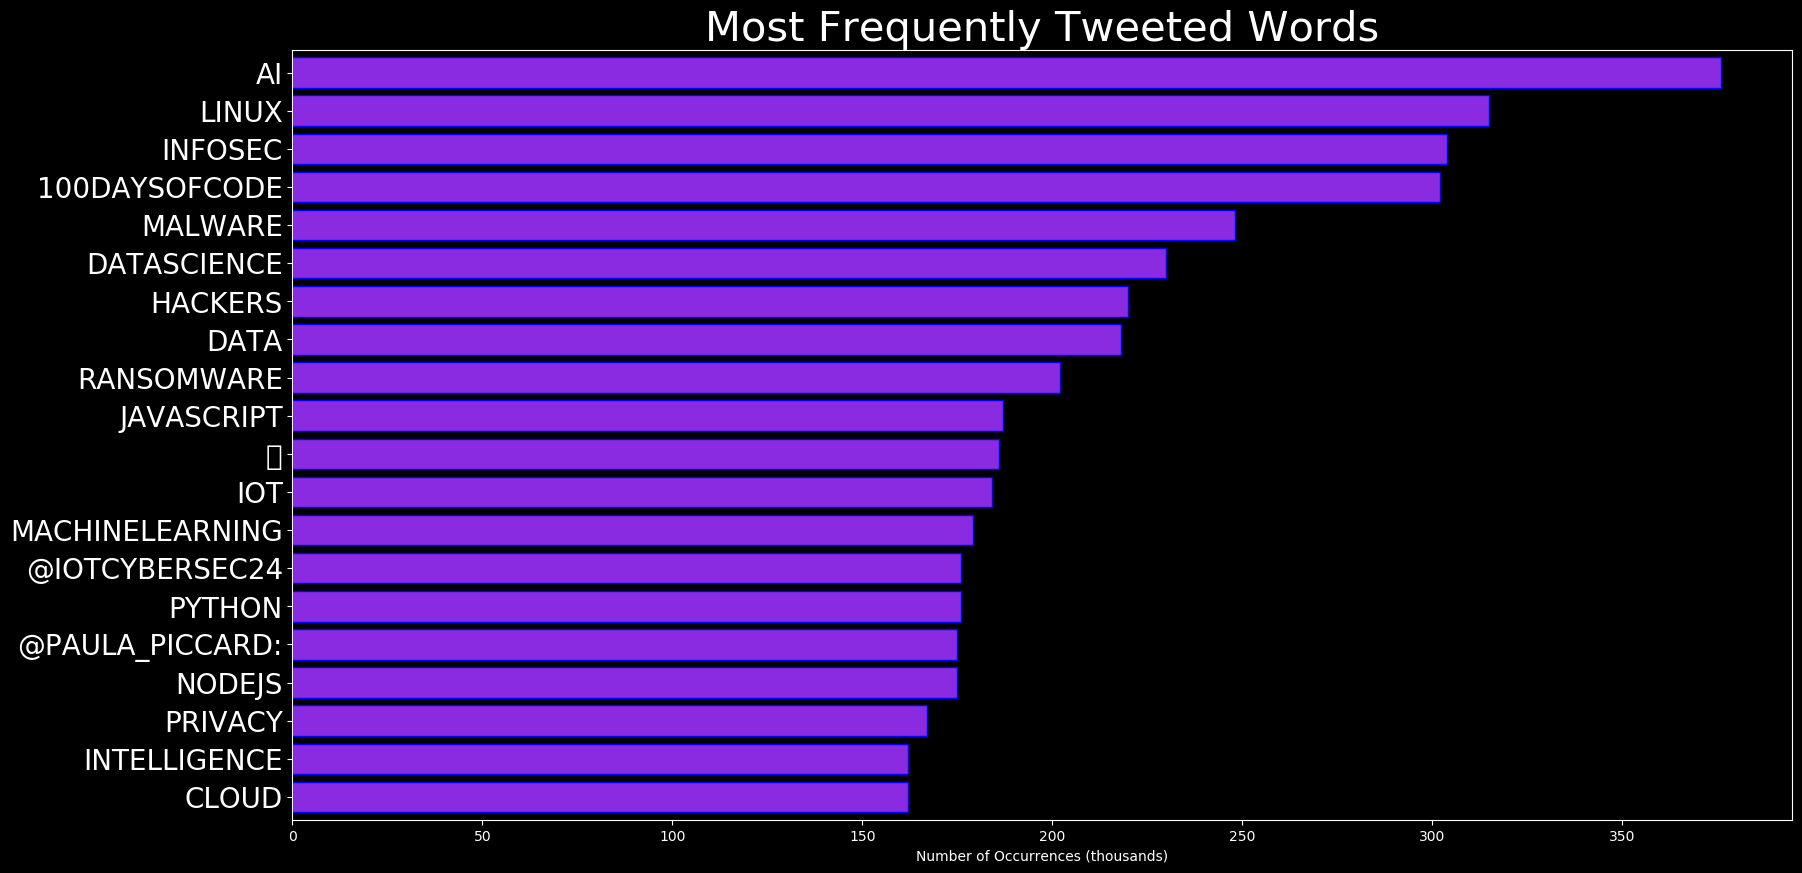 Most Frequently Tweeted Words
AI
LINUX
INFOSEC
100DAYSOFCODE
MALWARE
DATASCIENCE
HACKERS
DATA
RANSOMWARE
JAVASCRIPT
IOT
MACHINELEARNING
@IOTCYBERSEC24
PYTHON
@PAULA_PICCARD:
NODEJS
PRIVACY
INTELLIGENCE
CLOUD
0 50 100 150 200 250 300 350
Number of Occurrences (thousands)